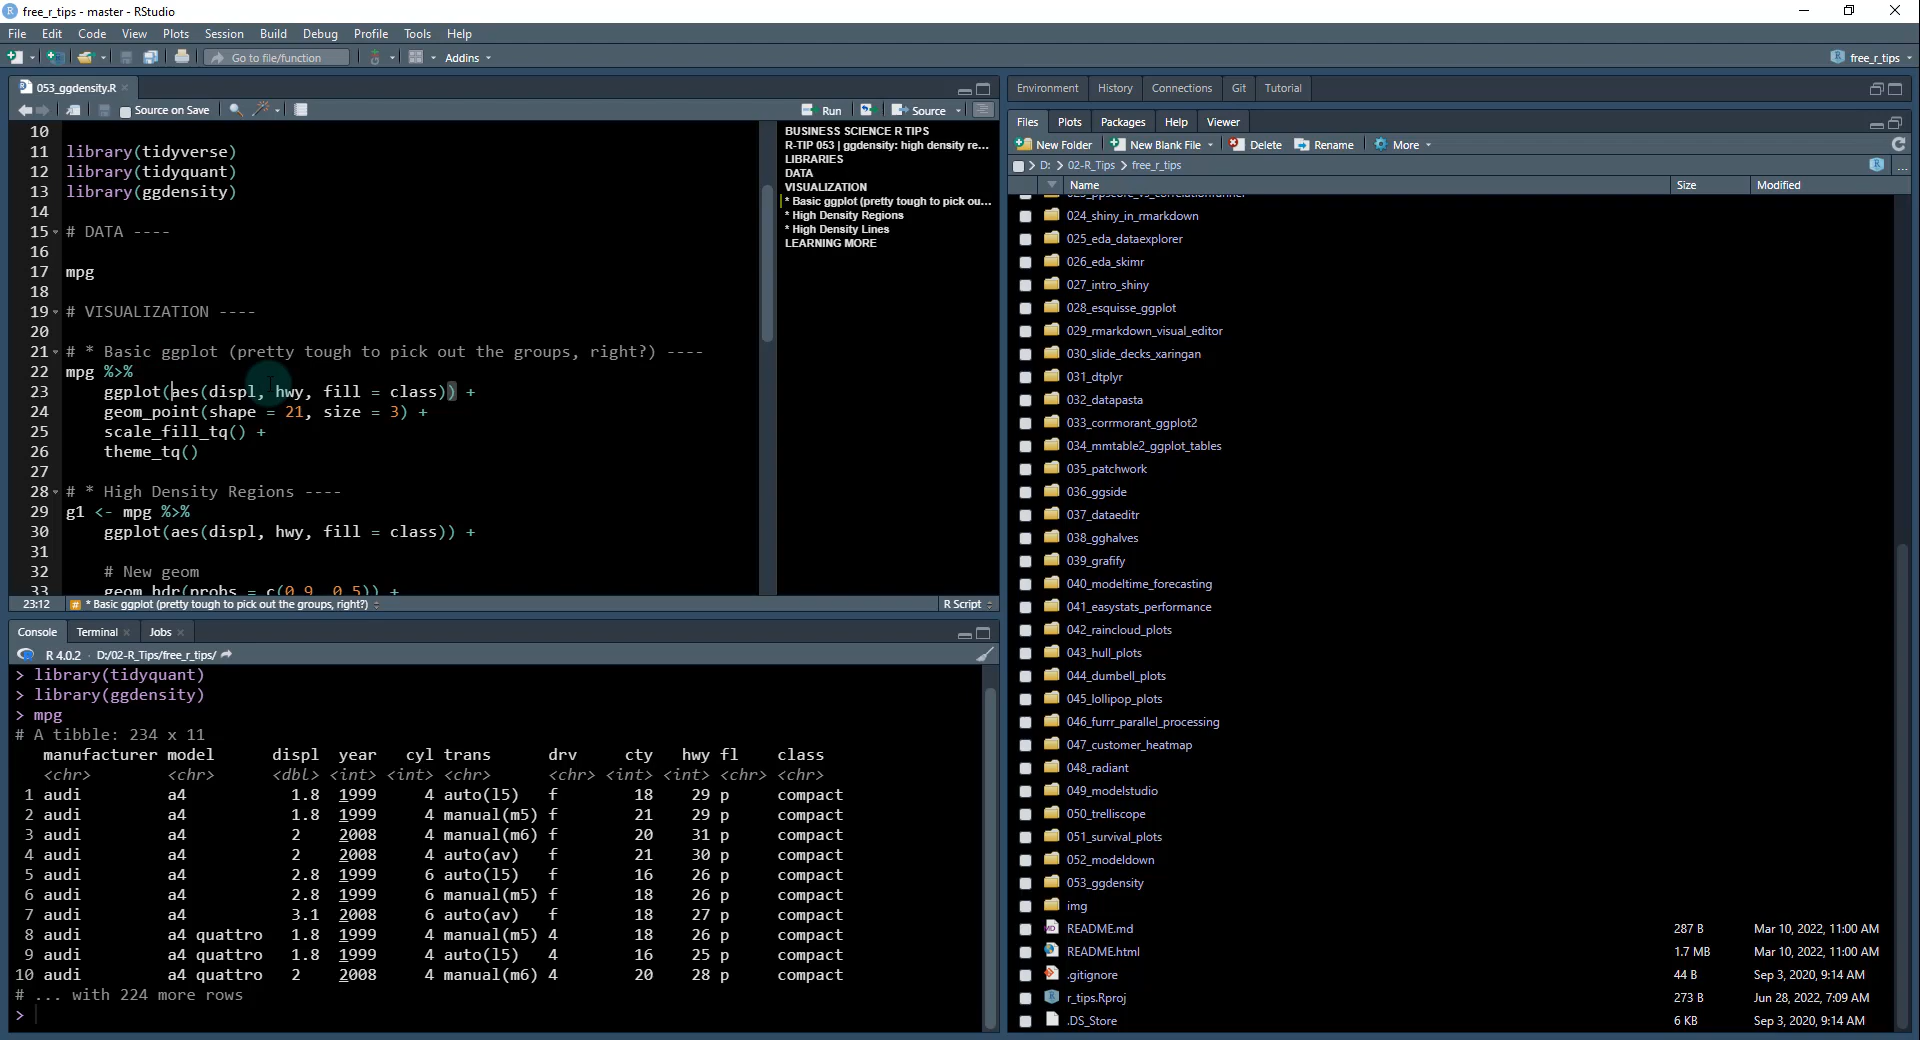 free_r_tips - master - RStudio
File Edit Code View Plots Session Build Debug Profile Tools Help
Go to file/function Addins free_r_tips
053_ggdensity.R
Source on Save Run Source
10
11 library(tidyverse)
12 library(tidyquant)
13 library(ggdensity)
14
15 # DATA ----
16
17 mpg
18
19 # VISUALIZATION ----
20
21 # * Basic ggplot (pretty tough to pick out the groups, right?) ----
22 mpg %>%
23 ggplot(aes(displ, hwy, fill = class)) +
24 geom_point(shape = 21, size = 3) +
25 scale_fill_tq() +
26 theme_tq()
27
28 # * High Density Regions ----
29 g1 <- mpg %>%
30 ggplot(aes(displ, hwy, fill = class)) +
31
32 # New geom
33 geom_hdr(probs = c(0.9, 0.5)) +
23:12 # * Basic ggplot (pretty tough to pick out the groups, right?) R Script
BUSINESS SCIENCE R TIPS
R-TIP 053 | ggdensity: high density re...
LIBRARIES
DATA
VISUALIZATION
* Basic ggplot (pretty tough to pick ou...
* High Density Regions
* High Density Lines
LEARNING MORE
Console Terminal Jobs
R 4.0.2 · D:/02-R_Tips/free_r_tips/
> library(tidyquant)
> library(ggdensity)
> mpg
# A tibble: 234 x 11
manufacturer model displ year cyl trans drv cty hwy fl class
<chr> <chr> <dbl> <int> <int> <chr> <chr> <int> <int> <chr> <chr>
1 audi a4 1.8 1999 4 auto(l5) f 18 29 p compact
2 audi a4 1.8 1999 4 manual(m5) f 21 29 p compact
3 audi a4 2 2008 4 manual(m6) f 20 31 p compact
4 audi a4 2 2008 4 auto(av) f 21 30 p compact
5 audi a4 2.8 1999 6 auto(l5) f 16 26 p compact
6 audi a4 2.8 1999 6 manual(m5) f 18 26 p compact
7 audi a4 3.1 2008 6 auto(av) f 18 27 p compact
8 audi a4 quattro 1.8 1999 4 manual(m5) 4 18 26 p compact
9 audi a4 quattro 1.8 1999 4 auto(l5) 4 16 25 p compact
10 audi a4 quattro 2 2008 4 manual(m6) 4 20 28 p compact
# ... with 224 more rows
>
Environment History Connections Git Tutorial
Files Plots Packages Help Viewer
New Folder New Blank File Delete Rename More
D: > 02-R_Tips > free_r_tips ...
Name Size Modified
024_shiny_in_rmarkdown
025_eda_dataexplorer
026_eda_skimr
027_intro_shiny
028_esquisse_ggplot
029_rmarkdown_visual_editor
030_slide_decks_xaringan
031_dtplyr
032_datapasta
033_corrmorant_ggplot2
034_mmtable2_ggplot_tables
035_patchwork
036_ggside
037_dataeditr
038_gghalves
039_grafify
040_modeltime_forecasting
041_easystats_performance
042_raincloud_plots
043_hull_plots
044_dumbell_plots
045_lollipop_plots
046_furrr_parallel_processing
047_customer_heatmap
048_radiant
049_modelstudio
050_trelliscope
051_survival_plots
052_modeldown
053_ggdensity
img
README.md 287 B Mar 10, 2022, 11:00 AM
README.html 1.7 MB Mar 10, 2022, 11:00 AM
.gitignore 44 B Sep 3, 2020, 9:14 AM
r_tips.Rproj 273 B Jun 28, 2022, 7:09 AM
.DS_Store 6 KB Sep 3, 2020, 9:14 AM